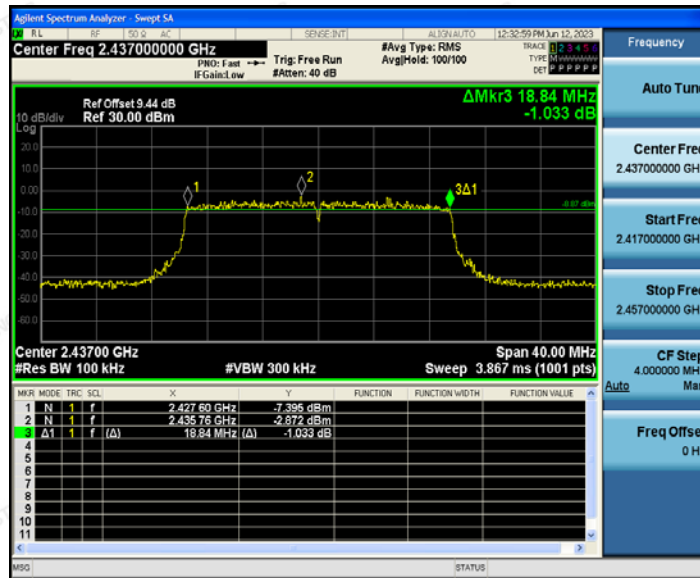 Agilent Spectrum Analyzer - Swept SA
RL RF 50 Ω AC SENSE:INT ALIGN AUTO 12:32:59 PM Jun 12, 2023
Center Freq 2.437000000 GHz #Avg Type: RMS TRACE 1 2 3 4 5 6
PNO: Fast Trig: Free Run Avg|Hold: 100/100 TYPE M
IFGain:Low #Atten: 40 dB DET P P P P P P
Ref Offset 9.44 dB ΔMkr3 18.84 MHz
10 dB/div Ref 30.00 dBm -1.033 dB
Log
20.0
10.0
0.00
-10.0
-20.0
-30.0
-40.0
-50.0
-60.0
1
2
3Δ1
Center 2.43700 GHz Span 40.00 MHz
#Res BW 100 kHz #VBW 300 kHz Sweep 3.867 ms (1001 pts)
MKR MODE TRC SCL X Y FUNCTION FUNCTION WIDTH FUNCTION VALUE
1 N 1 f 2.427 60 GHz -7.395 dBm
2 N 1 f 2.435 76 GHz -2.872 dBm
3 Δ1 1 f (Δ) 18.84 MHz (Δ) -1.033 dB
4
5
6
7
8
9
10
11
MSG STATUS
Frequency
Auto Tun
Center Fre
2.437000000 GH
Start Fre
2.417000000 GH
Stop Fre
2.457000000 GH
CF Step
4.000000 MH
Auto Ma
Freq Offse
0 H